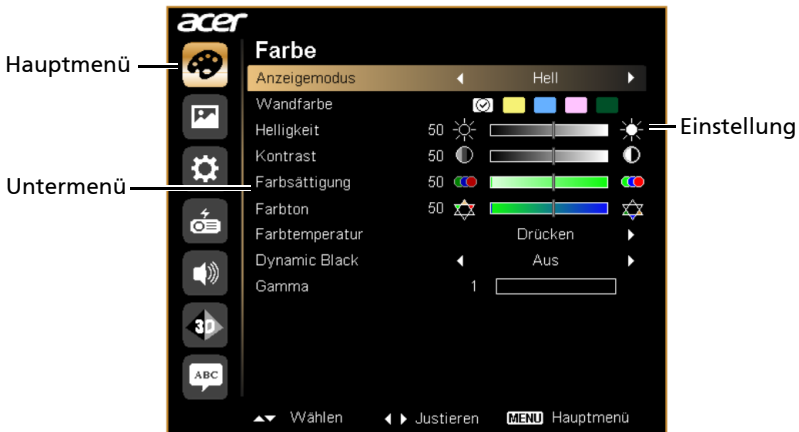 acer
Hauptmenü
Farbe
Anzeigemodus Hell
Wandfarbe
Helligkeit 50
Einstellung
Kontrast 50
Untermenü
Farbsättigung 50
Farbton 50
Farbtemperatur Drücken
Dynamic Black Aus
Gamma 1
3D
ABC
Wählen Justieren MENU Hauptmenü